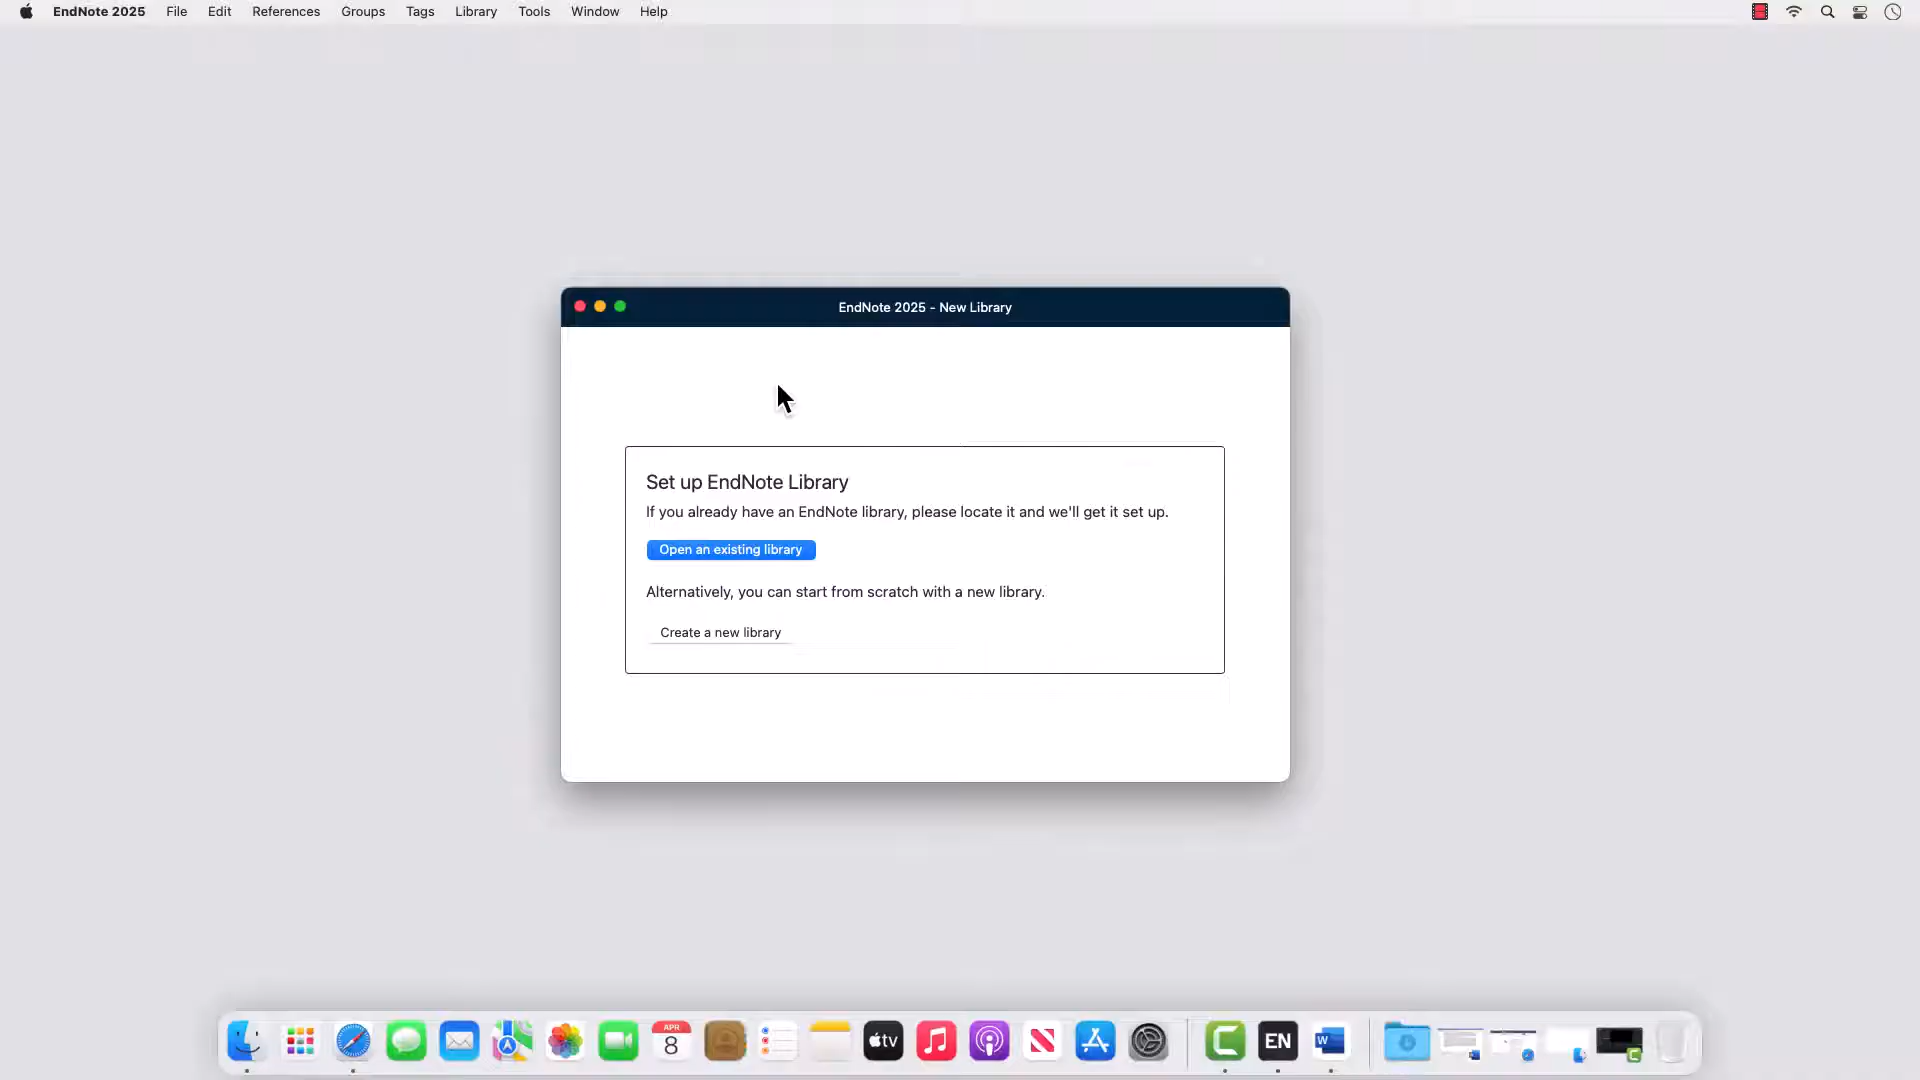 EndNote 2025 File Edit References Groups Tags Library Tools Window Help
EndNote 2025 - New Library
Set up EndNote Library
If you already have an EndNote library, please locate it and we'll get it set up.
Open an existing library
Alternatively, you can start from scratch with a new library.
Create a new library
APR
8
tv
EN
W